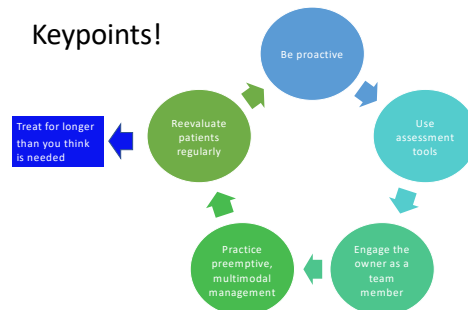 Keypoints!
Be proactive
Use
assessment
tools
Engage the
owner as a
team
member
Practice
preemptive,
multimodal
management
Reevaluate
patients
regularly
Treat for longer
than you think
is needed